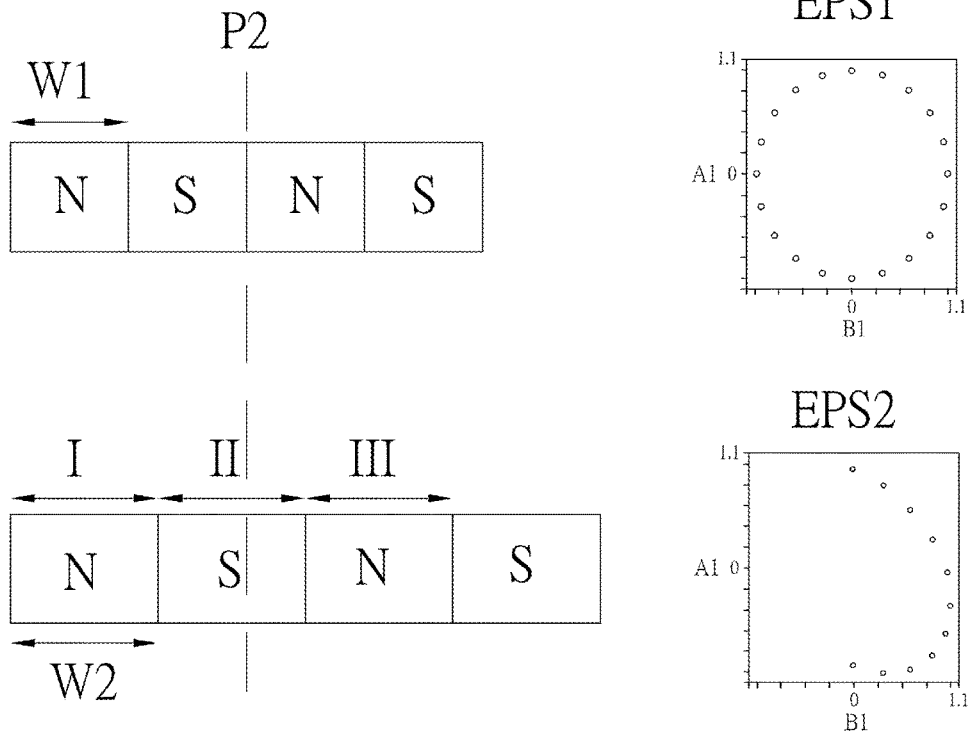 EPS1
P2
W1
1.1
N S N S
A1 0
0 1.1
B1
EPS2
I II III
1.1
N S N S
A1 0
W2
0 1.1
B1